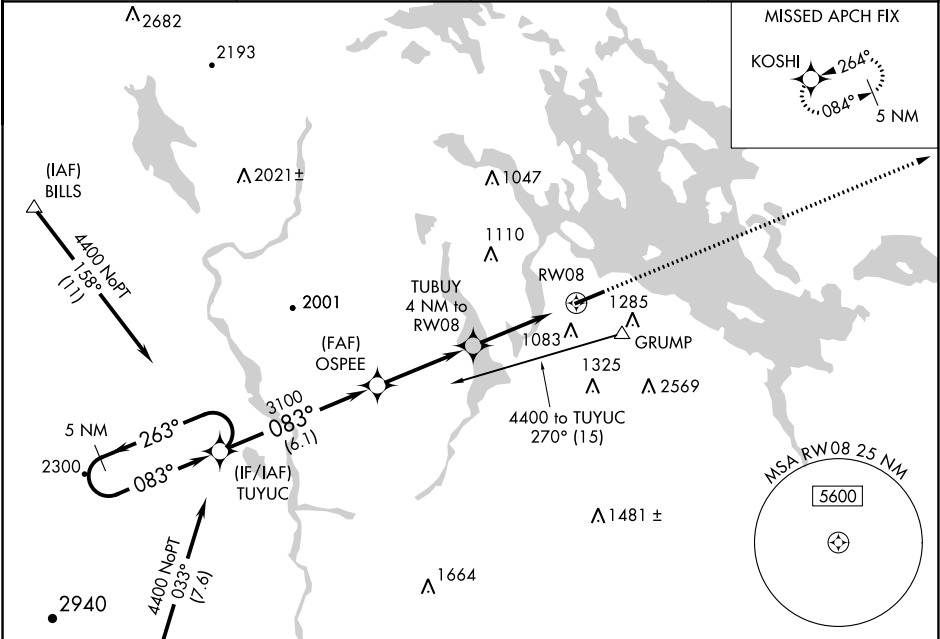 2682
2193
MISSED APCH FIX
KOSHI
264°
084°
5 NM
(IAF)
BILLS
2021±
1047
4400 NoPT
158°
(11)
1110
2001
TUBUY
4 NM to
RW08
RW08
1285
1083
GRUMP
(FAF)
OSPEE
1325
2569
3100
083°
(6.1)
4400 to TUYUC
270° (15)
5 NM
263°
2300
083°
(IF/IAF)
TUYUC
MSA RW08 25 NM
5600
1481 ±
4400 NoPT
033°
(7.6)
1664
2940